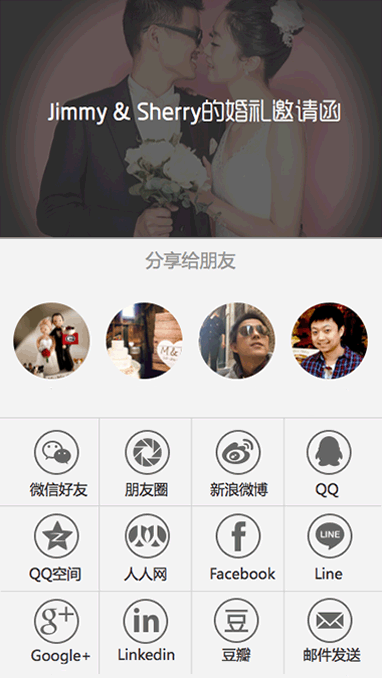 Jimmy & Sherry的婚礼邀请函
分享给朋友
M &
微信好友
朋友圈
新浪微博
QQ
QQ空间
人人网
Facebook
LINE
Line
g+
Google+
in
Linkedin
豆
豆瓣
邮件发送